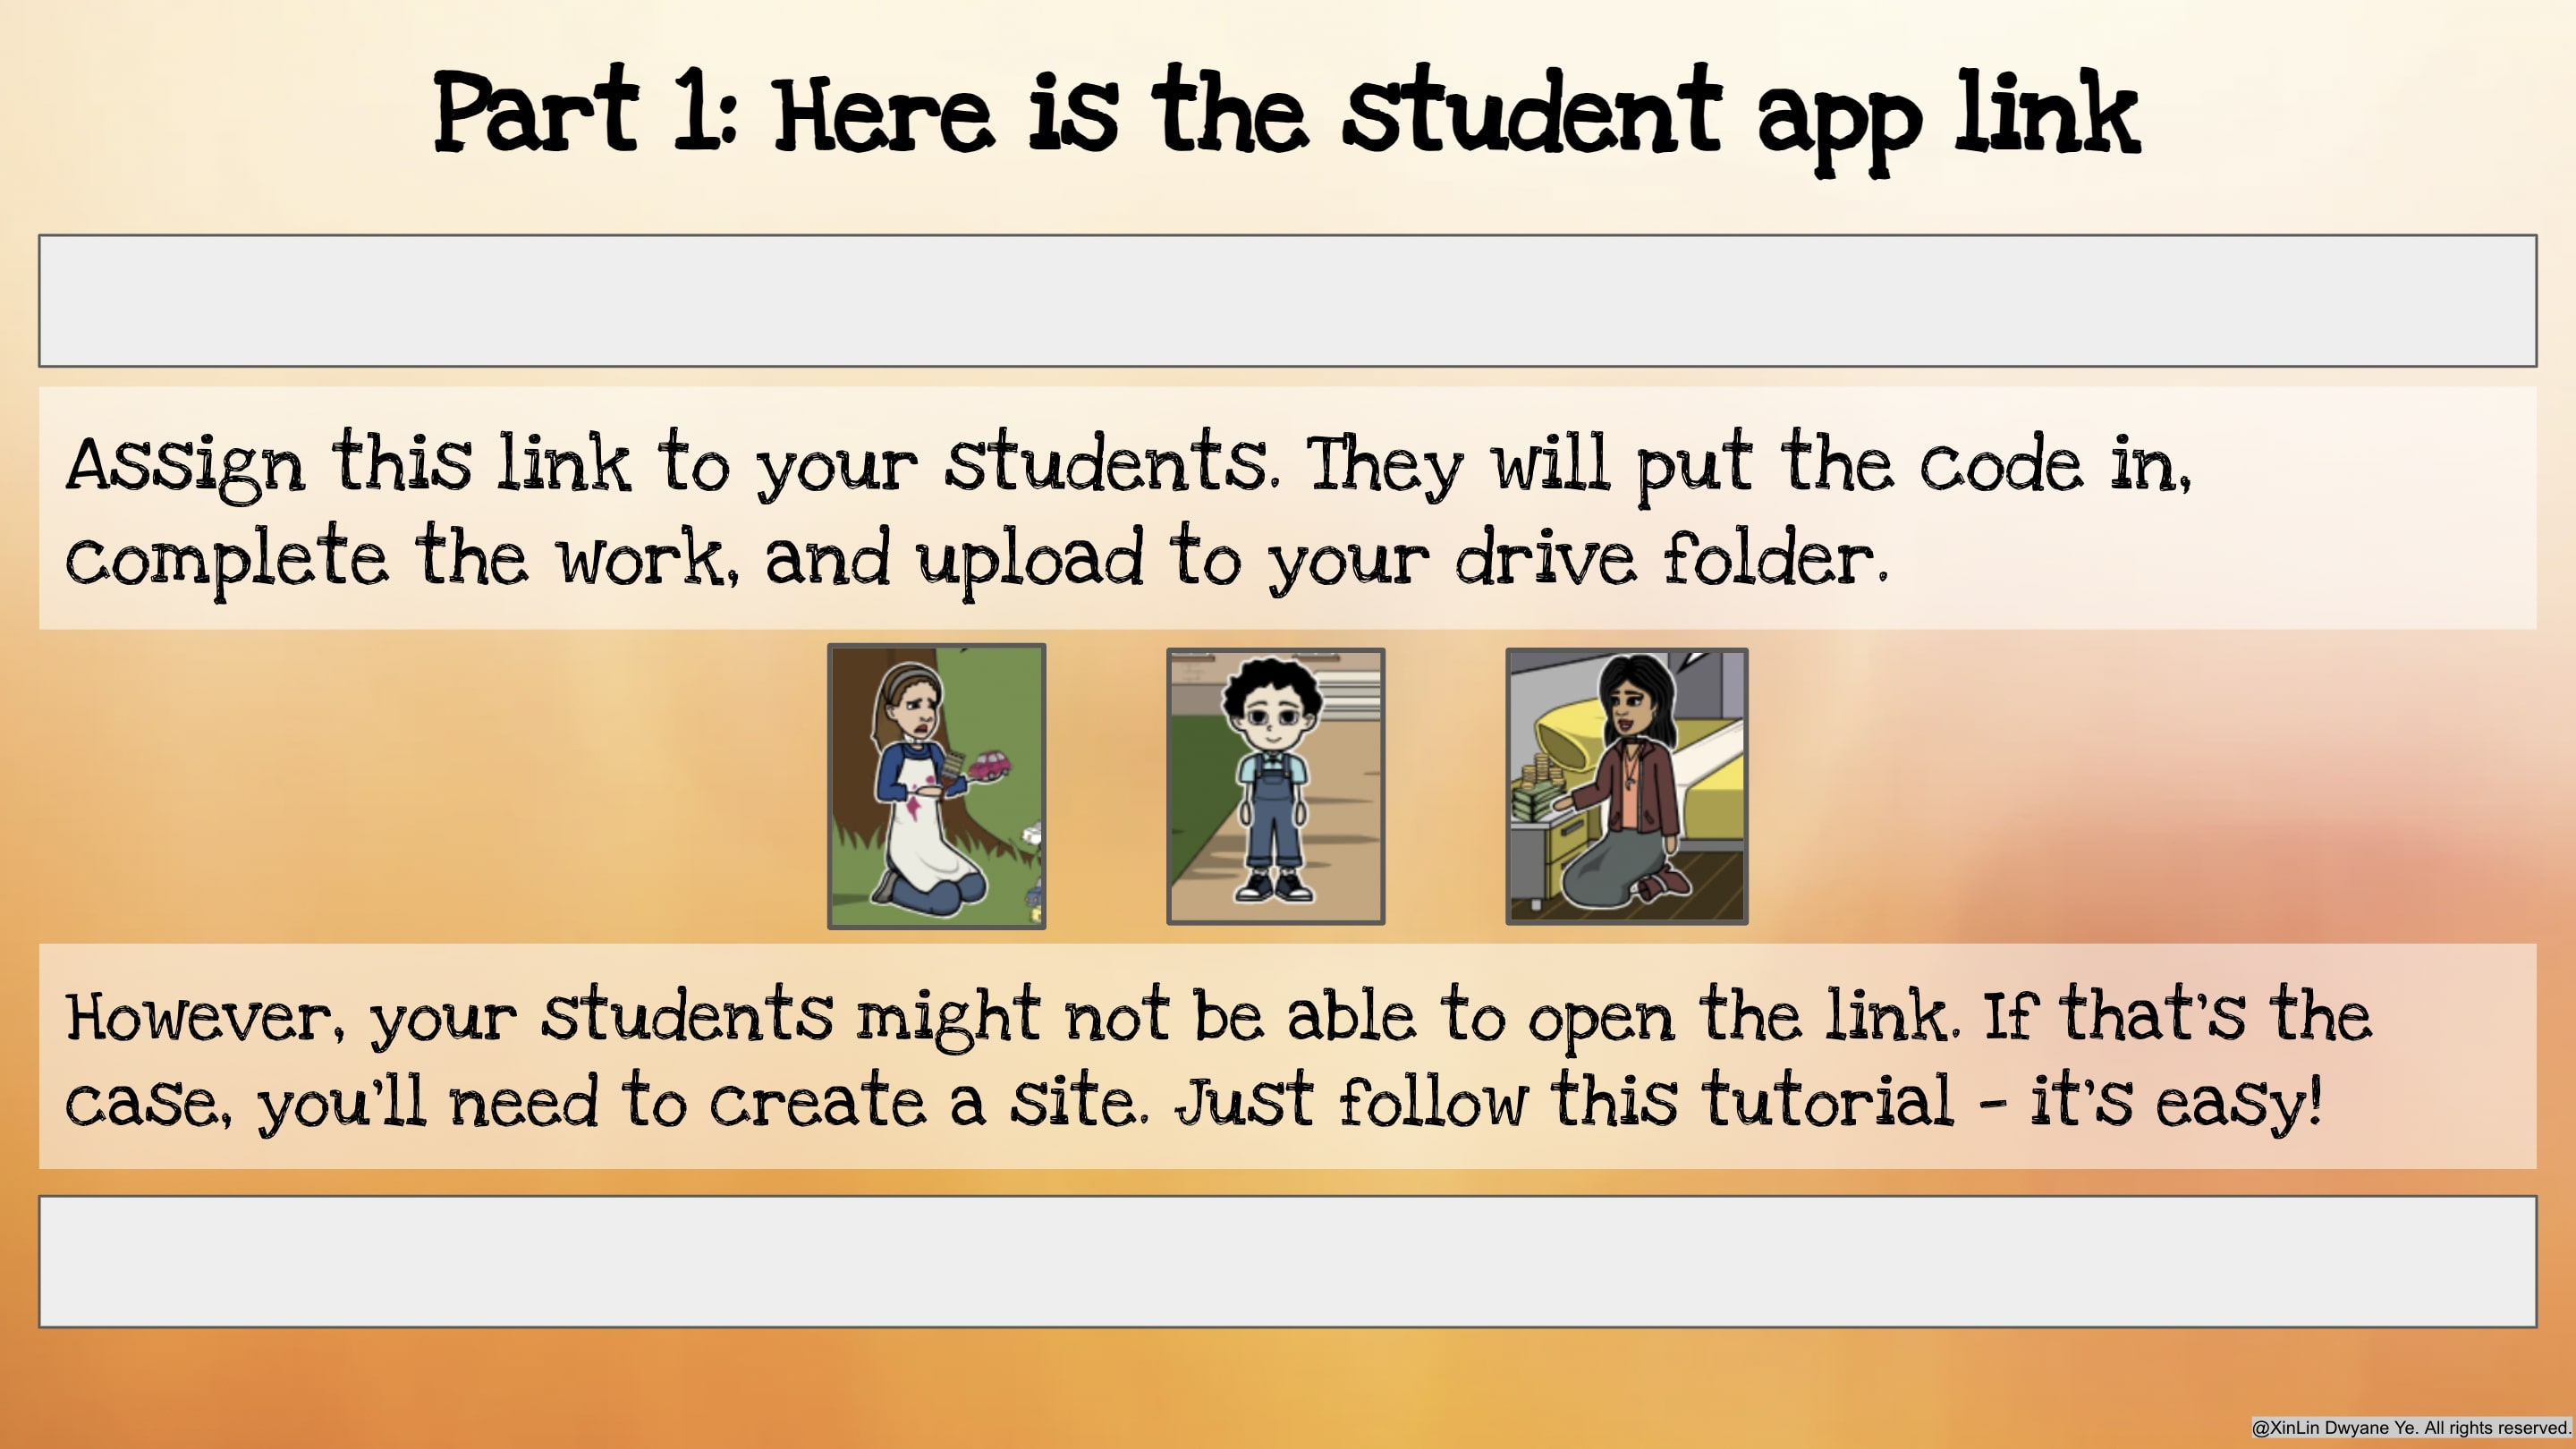 Part 1: Here is the student app link
Assign this link to your students. They will put the code in,
complete the work, and upload to your drive folder.
However, your students might not be able to open the link. If that's the
case, you'll need to create a site. Just follow this tutorial - it's easy!
@XinLin Dwyane Ye. All rights reserved.